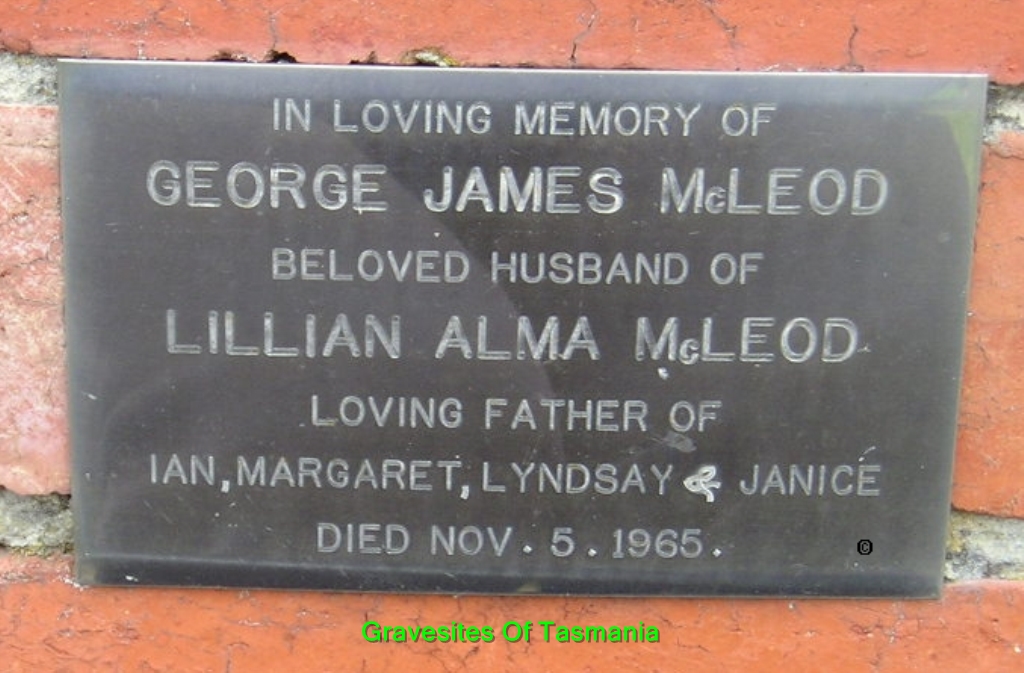 IN LOVING MEMORY OF
GEORGE JAMES McLEOD
BELOVED HUSBAND OF
LILLIAN ALMA McLEOD
LOVING FATHER OF
IAN, MARGARET, LYNDSAY & JANICE
DIED NOV. 5. 1965.
©
Gravesites Of Tasmania